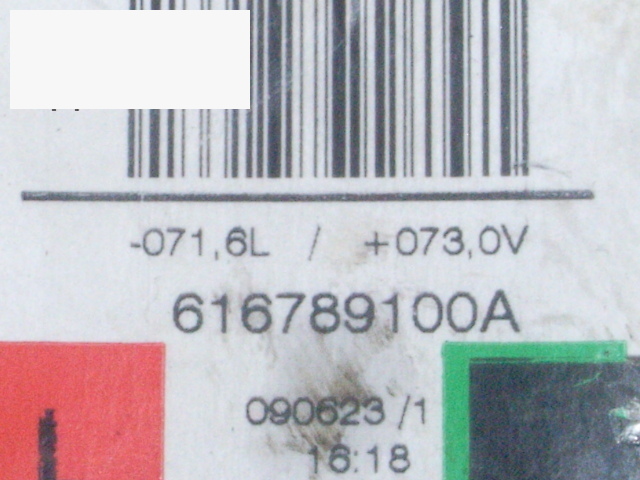 -071,6L / +073,0V
616789100A
090623 /1
16:18